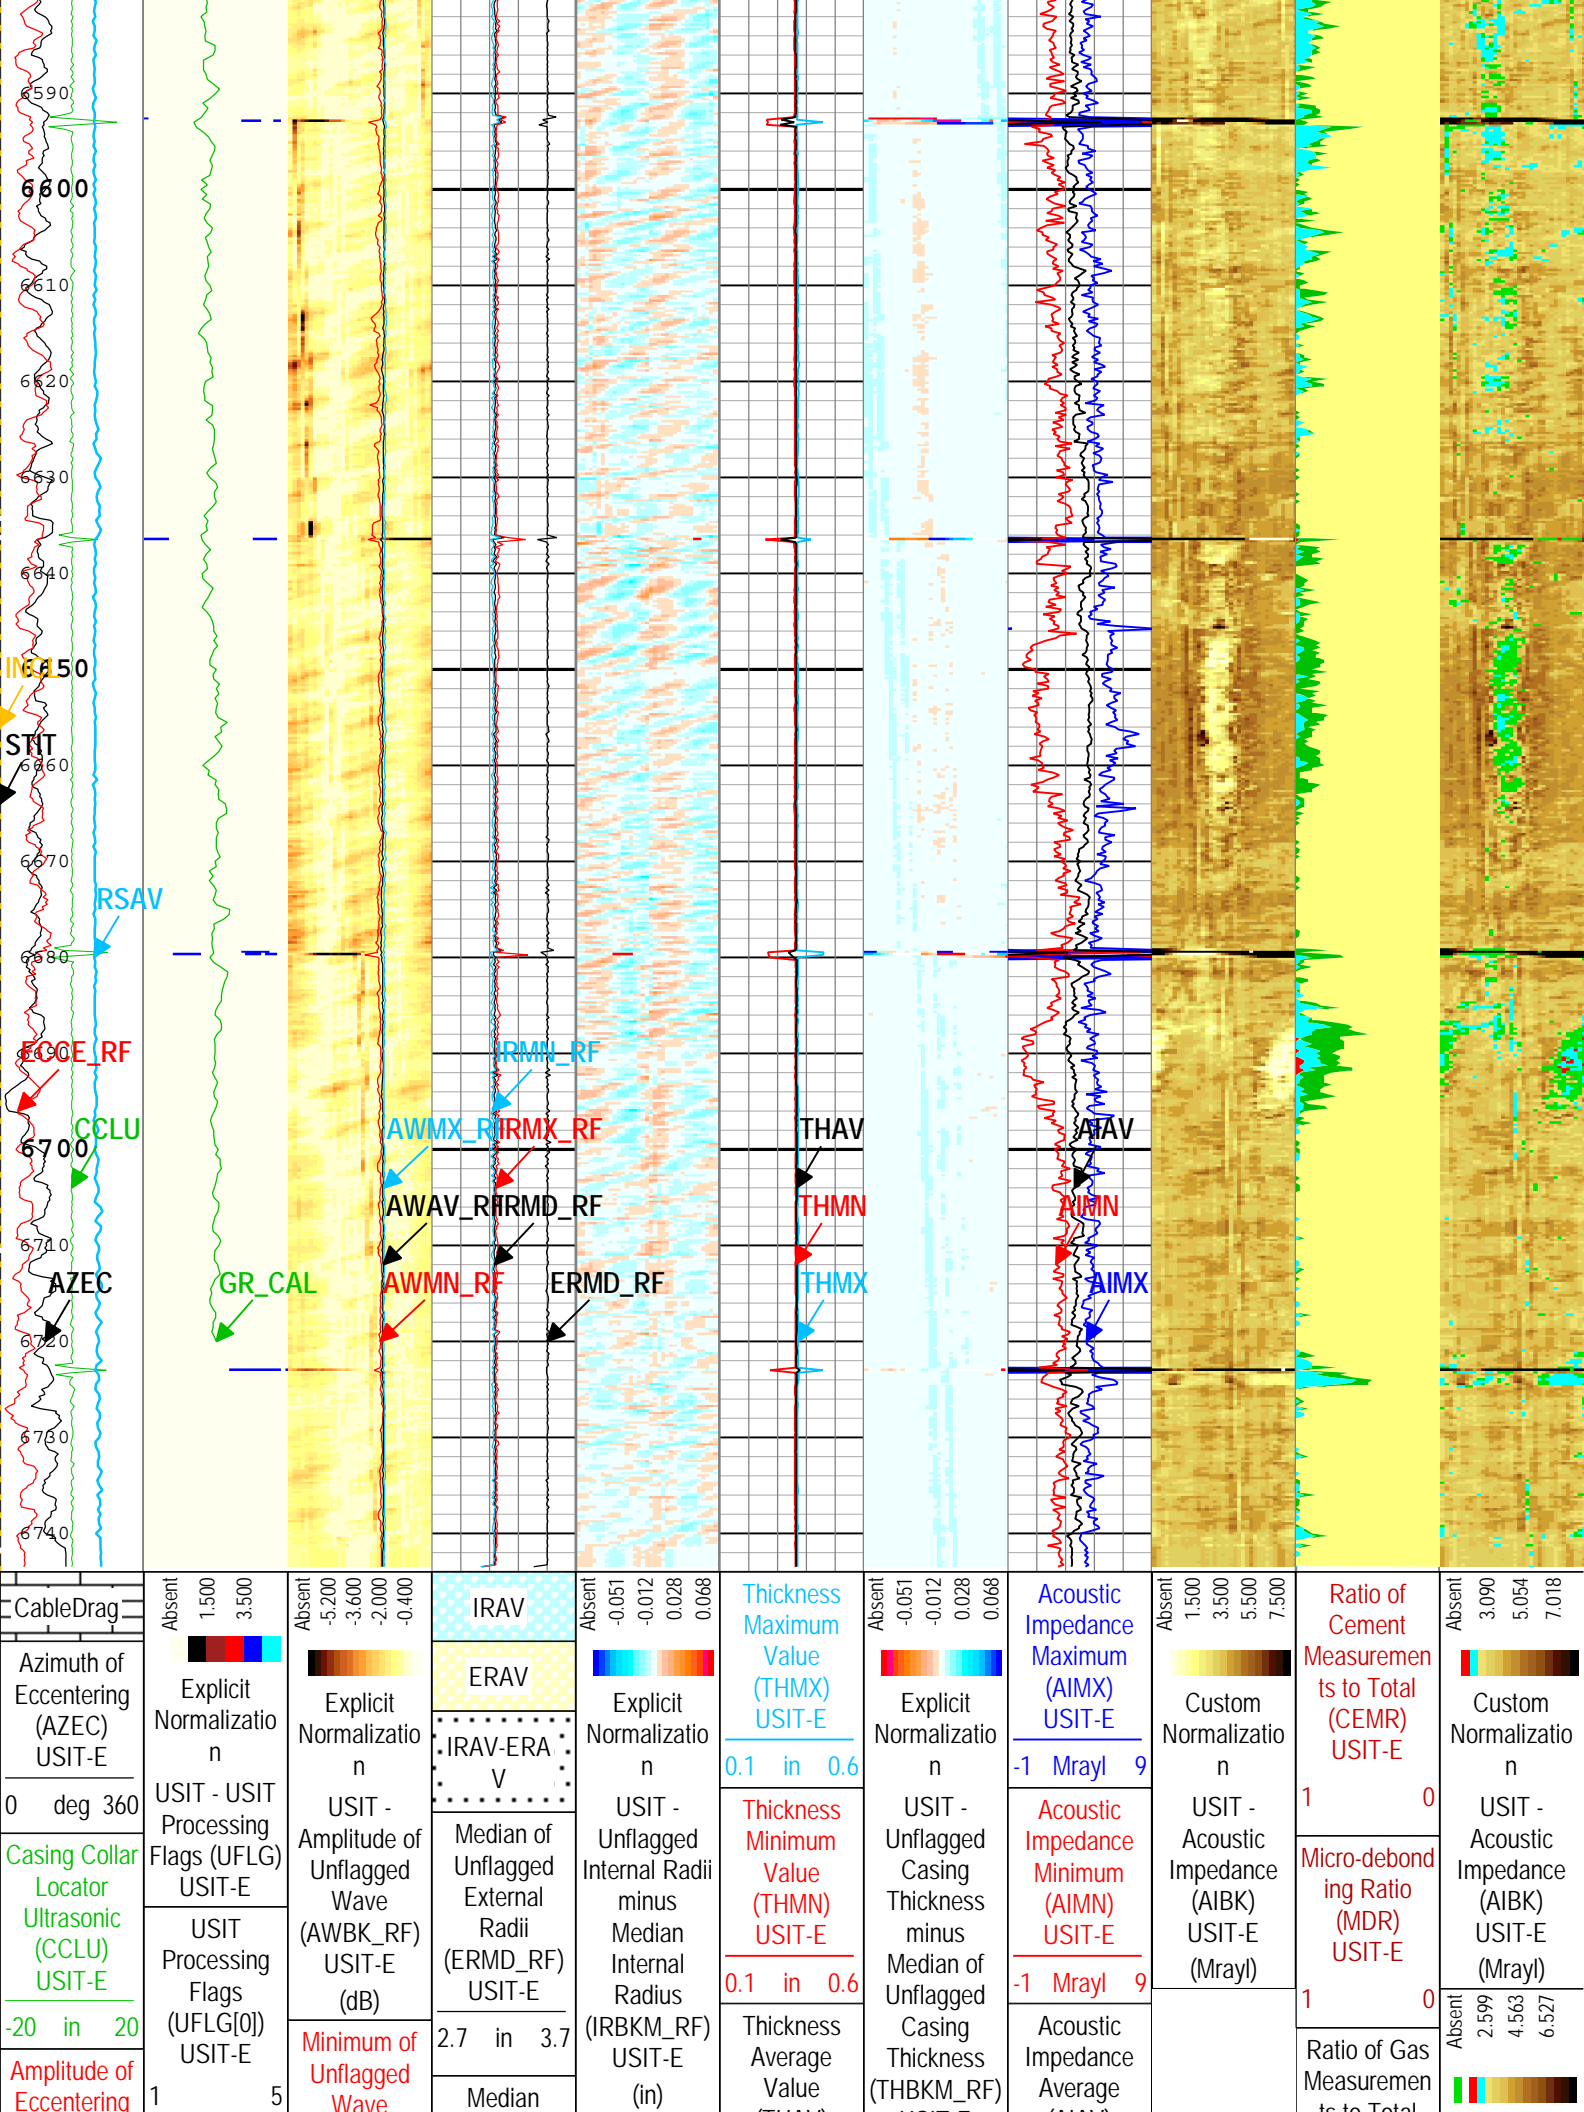 6590
6600
6610
6620
6630
6640
INCL
6650
STIT
6660
6670
RSAV
6680
ECCE_RF
6690
IRMN_RF
CCLU
6700
AWMX_RF
IRMX_RF
THAV
AIAV
AWAV_RF
IRMD_RF
THMN
AIMN
6710
AZEC
GR_CAL
AWMN_RF
ERMD_RF
THMX
AIMX
6720
6730
6740
CableDrag
Azimuth of
Eccentering
(AZEC)
USIT-E
0 deg 360
Casing Collar
Locator
Ultrasonic
(CCLU)
USIT-E
-20 in 20
Amplitude of
Eccentering
Absent
1.500
3.500
Explicit
Normalizatio
n
USIT - USIT
Processing
Flags (UFLG)
USIT-E
USIT
Processing
Flags
(UFLG[0])
USIT-E
1 5
Absent
-5.200
-3.600
-2.000
-0.400
Explicit
Normalizatio
n
USIT -
Amplitude of
Unflagged
Wave
(AWBK_RF)
USIT-E
(dB)
Minimum of
Unflagged
Wave
IRAV
ERAV
IRAV-ERA
V
Median of
Unflagged
External
Radii
(ERMD_RF)
USIT-E
2.7 in 3.7
Median
Absent
-0.051
-0.012
0.028
0.068
Explicit
Normalizatio
n
USIT -
Unflagged
Internal Radii
minus
Median
Internal
Radius
(IRBKM_RF)
USIT-E
(in)
Thickness
Maximum
Value
(THMX)
USIT-E
0.1 in 0.6
Thickness
Minimum
Value
(THMN)
USIT-E
0.1 in 0.6
Thickness
Average
Value
Absent
-0.051
-0.012
0.028
0.068
Explicit
Normalizatio
n
USIT -
Unflagged
Casing
Thickness
minus
Median of
Unflagged
Casing
Thickness
(THBKM_RF)
Acoustic
Impedance
Maximum
(AIMX)
USIT-E
-1 Mrayl 9
Acoustic
Impedance
Minimum
(AIMN)
USIT-E
-1 Mrayl 9
Acoustic
Impedance
Average
Absent
1.500
3.500
5.500
7.500
Custom
Normalizatio
n
USIT -
Acoustic
Impedance
(AIBK)
USIT-E
(Mrayl)
Ratio of
Cement
Measuremen
ts to Total
(CEMR)
USIT-E
1 0
Micro-debond
ing Ratio
(MDR)
USIT-E
1 0
Ratio of Gas
Measuremen
ts to Total
Absent
3.090
5.054
7.018
Custom
Normalizatio
n
USIT -
Acoustic
Impedance
(AIBK)
USIT-E
(Mrayl)
Absent
2.599
4.563
6.527